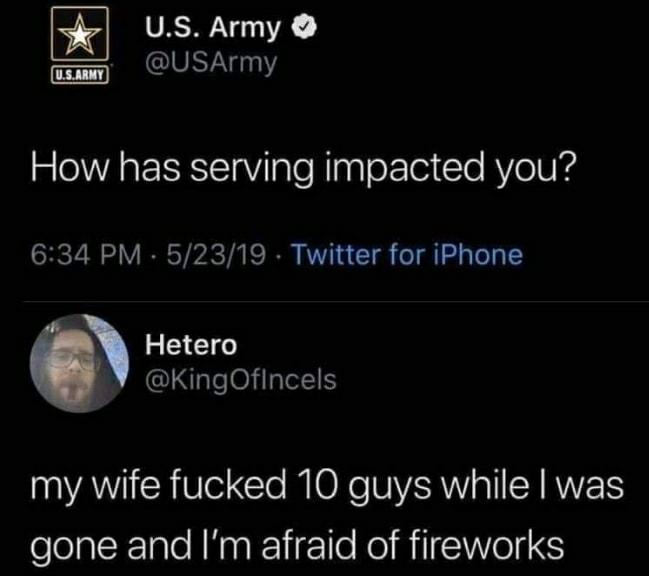 U.S. Army
@USArmy
U.S.ARMY
How has serving impacted you?
6:34 PM · 5/23/19 · Twitter for iPhone
Hetero
@KingOfIncels
my wife fucked 10 guys while I was
gone and I'm afraid of fireworks